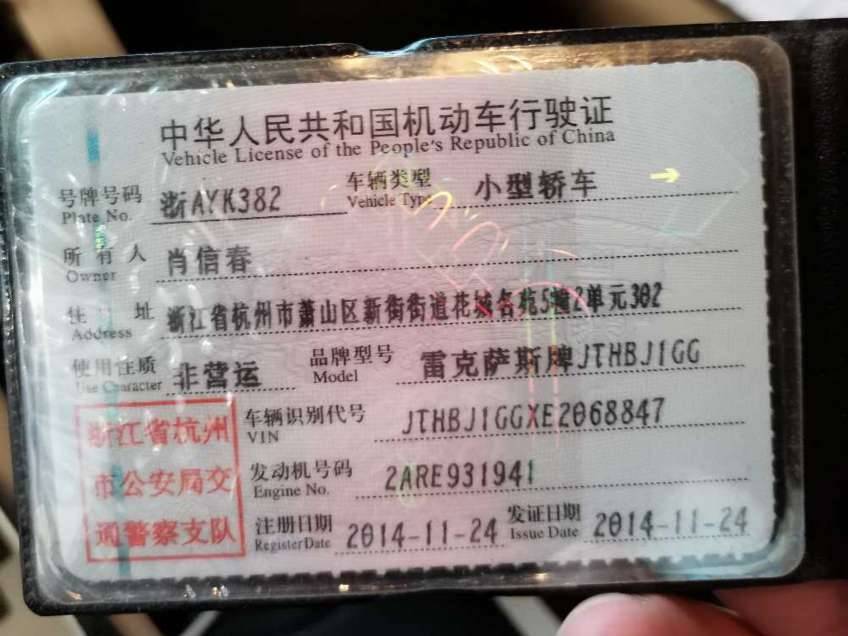 中华人民共和国机动车行驶证
Vehicle License of the People's Republic of China
号牌号码 浙AYK382 车辆类型 小型轿车
Plate No. Vehicle Type
所有人 肖信春
Owner
住址 浙江省杭州市萧山区新街街道花城名苑5幢2单元302
Address
使用性质 非营运 品牌型号 雷克萨斯牌JTHBJ1GG
Use Character Model
浙江省杭州
市公安局交
通警察支队
车辆识别代号 JTHBJ1GGXE2068847
VIN
发动机号码 2ARE931941
Engine No.
注册日期 2014-11-24 发证日期 2014-11-24
Register Date Issue Date